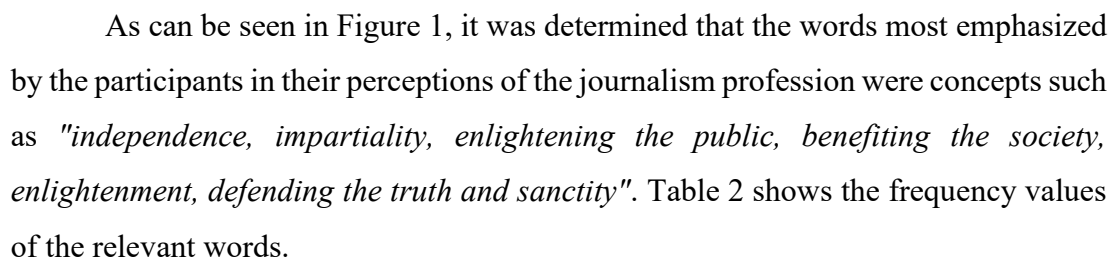 As can be seen in Figure 1, it was determined that the words most emphasized
by the participants in their perceptions of the journalism profession were concepts such
as "independence, impartiality, enlightening the public, benefiting the society,
enlightenment, defending the truth and sanctity". Table 2 shows the frequency values
of the relevant words.